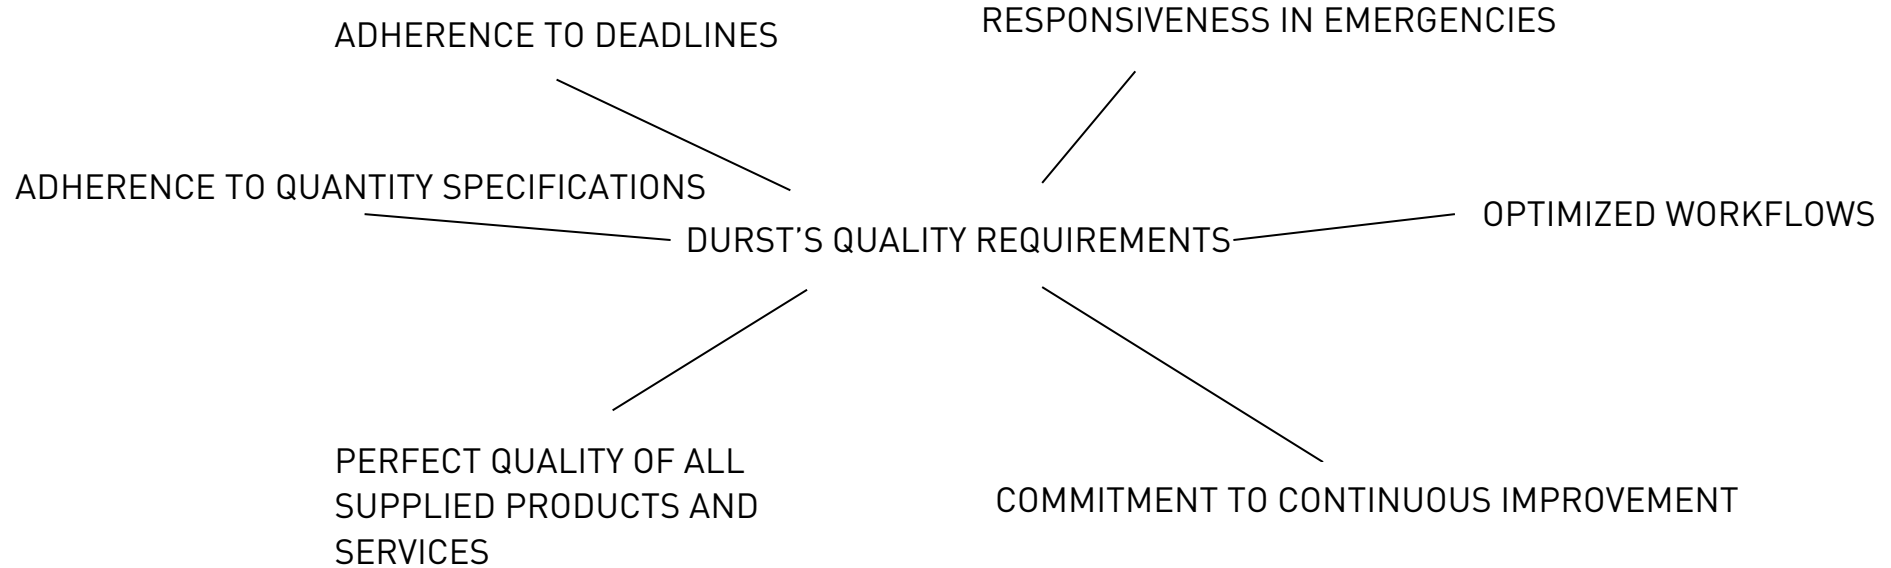 RESPONSIVENESS IN EMERGENCIES
ADHERENCE TO DEADLINES
ADHERENCE TO QUANTITY SPECIFICATIONS
OPTIMIZED WORKFLOWS
DURST’S QUALITY REQUIREMENTS
PERFECT QUALITY OF ALL
SUPPLIED PRODUCTS AND
SERVICES
COMMITMENT TO CONTINUOUS IMPROVEMENT